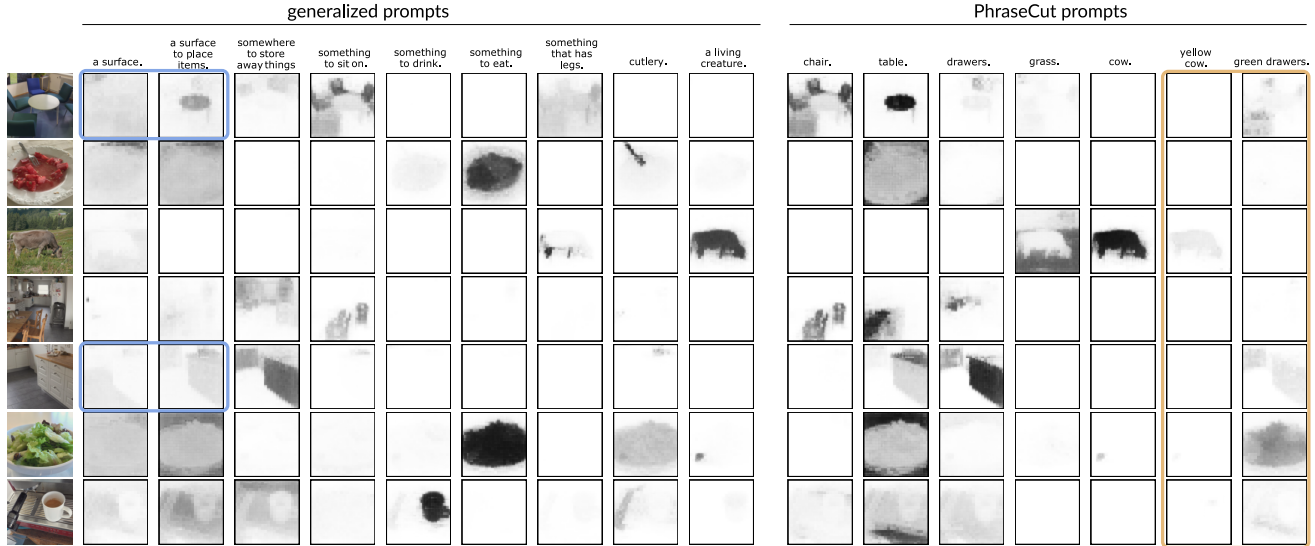 generalized prompts
PhraseCut prompts
a surface.
a surface
to place
items.
somewhere
to store
away things
something
to sit on.
something
to drink.
something
to eat.
something
that has
legs.
cutlery.
a living
creature.
chair.
table.
drawers.
grass.
cow.
yellow
cow.
green drawers.